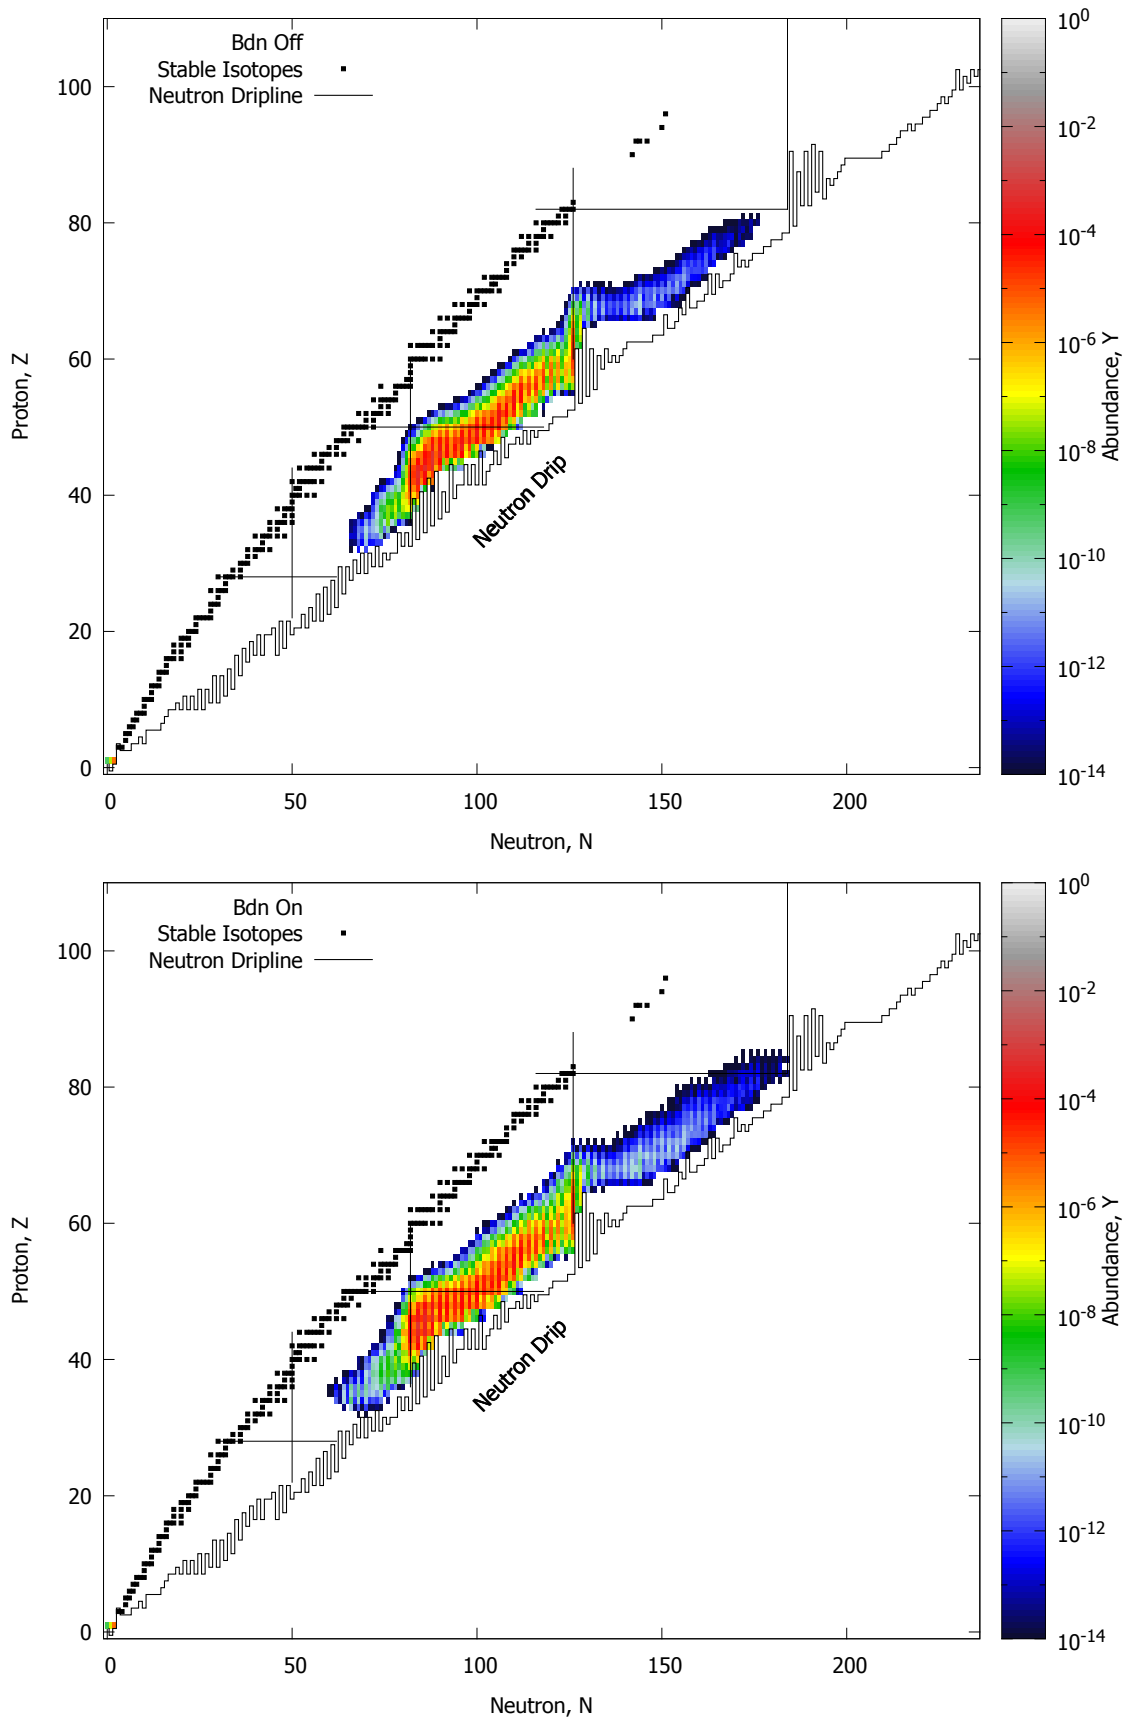 Bdn Off
Stable Isotopes
Neutron Dripline
100
80
60
40
20
0
Proton, Z
Neutron Drip
0 50 100 150 200
Neutron, N
10^0
10^-2
10^-4
10^-6
10^-8
10^-10
10^-12
10^-14
Abundance, Y
Bdn On
Stable Isotopes
Neutron Dripline
100
80
60
40
20
0
Proton, Z
Neutron Drip
0 50 100 150 200
Neutron, N
10^0
10^-2
10^-4
10^-6
10^-8
10^-10
10^-12
10^-14
Abundance, Y